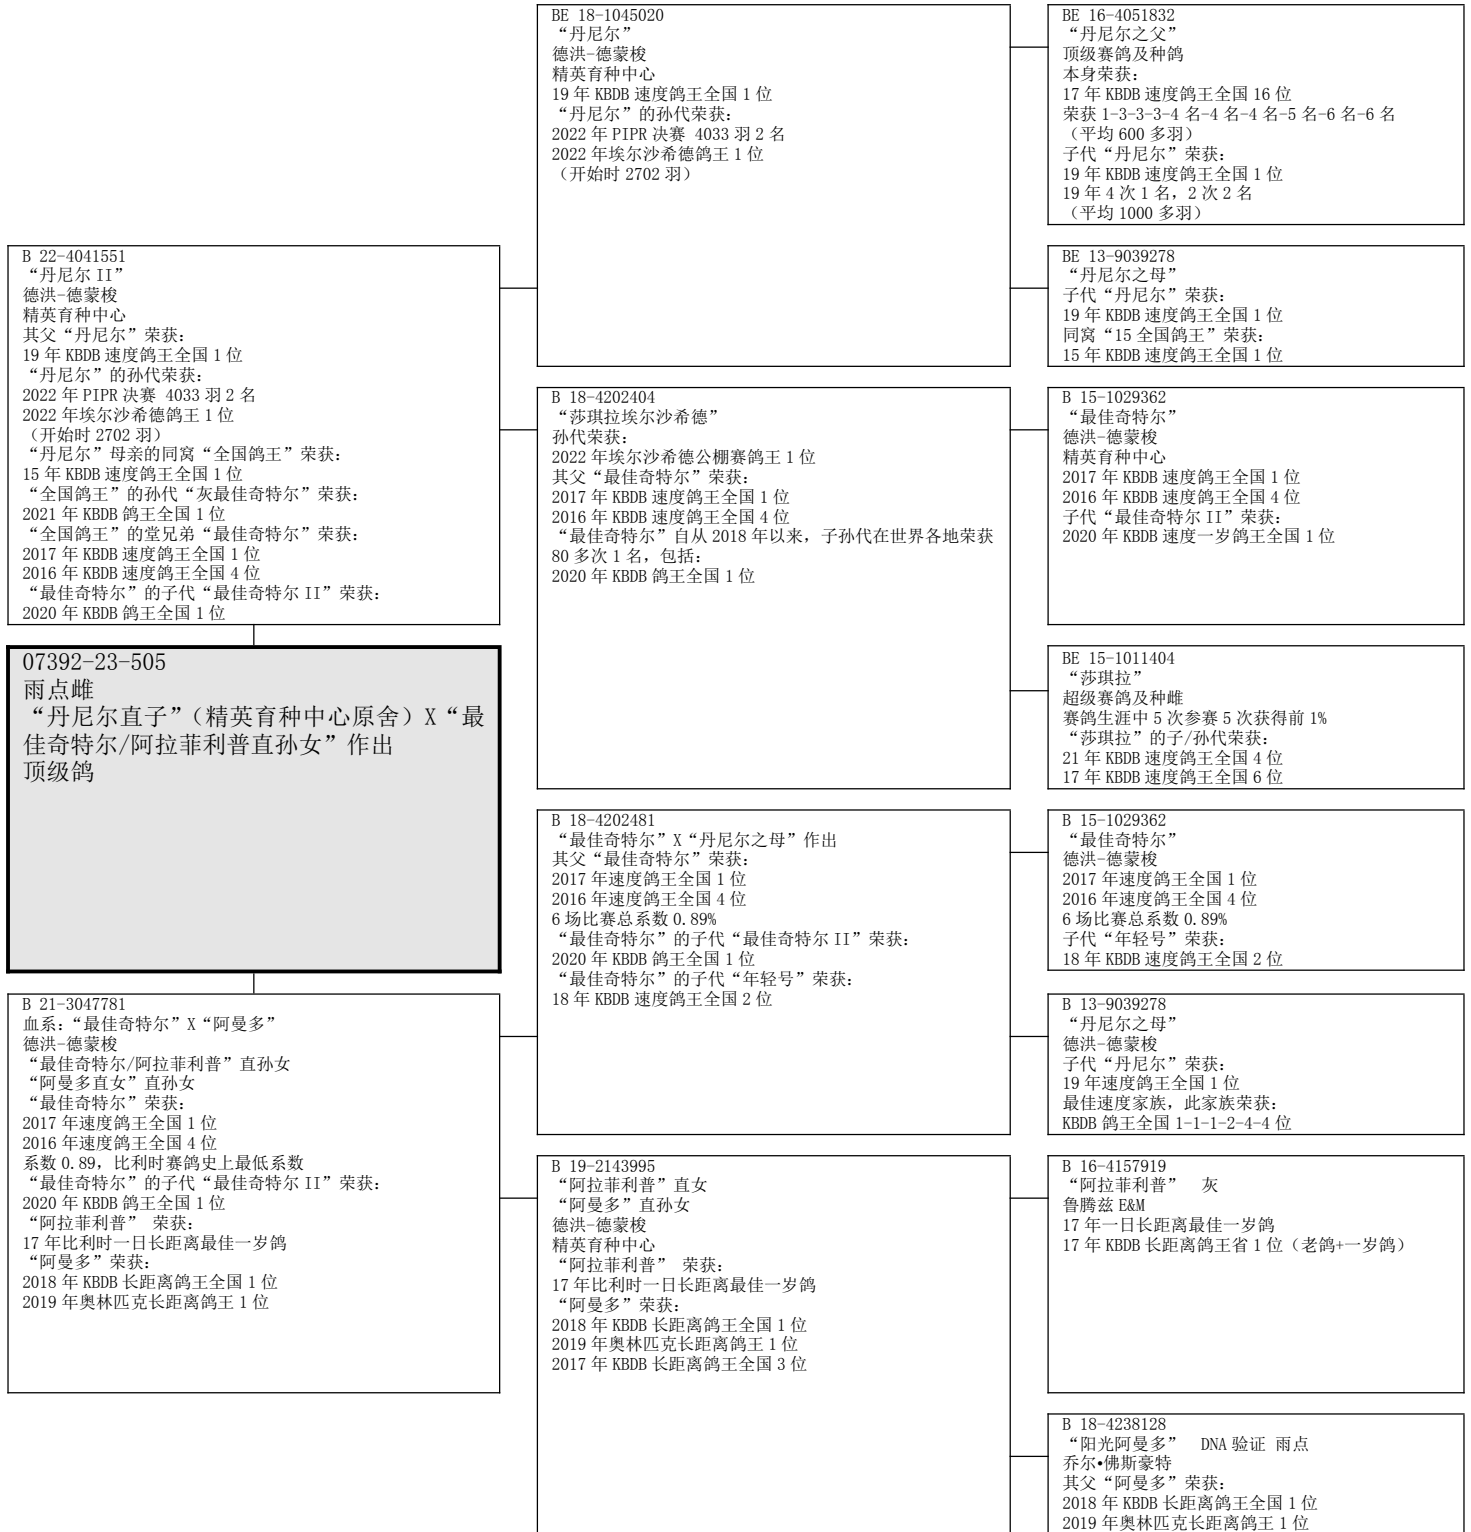 BE 18-1045020
“丹尼尔”
德洪-德蒙梭
精英育种中心
19 年 KBDB 速度鸽王全国 1 位
“丹尼尔”的孙代荣获：
2022 年 PIPR 决赛 4033 羽 2 名
2022 年埃尔沙希德鸽王 1 位
（开始时 2702 羽）
BE 16-4051832
“丹尼尔之父”
顶级赛鸽及种鸽
本身荣获：
17 年 KBDB 速度鸽王全国 16 位
荣获 1-3-3-3-4 名-4 名-4 名-5 名-6 名-6 名
（平均 600 多羽）
子代“丹尼尔”荣获：
19 年 KBDB 速度鸽王全国 1 位
19 年 4 次 1 名，2 次 2 名
（平均 1000 多羽）
B 22-4041551
“丹尼尔 II”
德洪-德蒙梭
精英育种中心
其父“丹尼尔”荣获：
19 年 KBDB 速度鸽王全国 1 位
“丹尼尔”的孙代荣获：
2022 年 PIPR 决赛 4033 羽 2 名
2022 年埃尔沙希德鸽王 1 位
（开始时 2702 羽）
“丹尼尔”母亲的同窝“全国鸽王”荣获：
15 年 KBDB 速度鸽王全国 1 位
“全国鸽王”的孙代“灰最佳奇特尔”荣获：
2021 年 KBDB 鸽王全国 1 位
“全国鸽王”的堂兄弟“最佳奇特尔”荣获：
2017 年 KBDB 速度鸽王全国 1 位
2016 年 KBDB 速度鸽王全国 4 位
“最佳奇特尔”的子代“最佳奇特尔 II”荣获：
2020 年 KBDB 鸽王全国 1 位
BE 13-9039278
“丹尼尔之母”
子代“丹尼尔”荣获：
19 年 KBDB 速度鸽王全国 1 位
同窝“15 全国鸽王”荣获：
15 年 KBDB 速度鸽王全国 1 位
B 18-4202404
“莎琪拉埃尔沙希德”
孙代荣获：
2022 年埃尔沙希德公棚赛鸽王 1 位
其父“最佳奇特尔”荣获：
2017 年 KBDB 速度鸽王全国 1 位
2016 年 KBDB 速度鸽王全国 4 位
“最佳奇特尔”自从 2018 年以来，子孙代在世界各地荣获
80 多次 1 名，包括：
2020 年 KBDB 鸽王全国 1 位
B 15-1029362
“最佳奇特尔”
德洪-德蒙梭
精英育种中心
2017 年 KBDB 速度鸽王全国 1 位
2016 年 KBDB 速度鸽王全国 4 位
子代“最佳奇特尔 II”荣获：
2020 年 KBDB 速度一岁鸽王全国 1 位
07392-23-505
雨点雌
“丹尼尔直子”（精英育种中心原舍）X“最
佳奇特尔/阿拉菲利普直孙女”作出
顶级鸽
BE 15-1011404
“莎琪拉”
超级赛鸽及种雌
赛鸽生涯中 5 次参赛 5 次获得前 1%
“莎琪拉”的子/孙代荣获：
21 年 KBDB 速度鸽王全国 4 位
17 年 KBDB 速度鸽王全国 6 位
B 18-4202481
“最佳奇特尔”X“丹尼尔之母”作出
其父“最佳奇特尔”荣获：
2017 年速度鸽王全国 1 位
2016 年速度鸽王全国 4 位
6 场比赛总系数 0.89%
“最佳奇特尔”的子代“最佳奇特尔 II”荣获：
2020 年 KBDB 鸽王全国 1 位
“最佳奇特尔”的子代“年轻号”荣获：
18 年 KBDB 速度鸽王全国 2 位
B 15-1029362
“最佳奇特尔”
德洪-德蒙梭
2017 年速度鸽王全国 1 位
2016 年速度鸽王全国 4 位
6 场比赛总系数 0.89%
子代“年轻号”荣获：
18 年 KBDB 速度鸽王全国 2 位
B 21-3047781
血系：“最佳奇特尔”X“阿曼多”
德洪-德蒙梭
“最佳奇特尔/阿拉菲利普”直孙女
“阿曼多直女”直孙女
“最佳奇特尔”荣获：
2017 年速度鸽王全国 1 位
2016 年速度鸽王全国 4 位
系数 0.89，比利时赛鸽史上最低系数
“最佳奇特尔”的子代“最佳奇特尔 II”荣获：
2020 年 KBDB 鸽王全国 1 位
“阿拉菲利普” 荣获：
17 年比利时一日长距离最佳一岁鸽
“阿曼多”荣获：
2018 年 KBDB 长距离鸽王全国 1 位
2019 年奥林匹克长距离鸽王 1 位
B 13-9039278
“丹尼尔之母”
德洪-德蒙梭
子代“丹尼尔”荣获：
19 年速度鸽王全国 1 位
最佳速度家族，此家族荣获：
KBDB 鸽王全国 1-1-1-2-4-4 位
B 19-2143995
“阿拉菲利普”直女
“阿曼多”直孙女
德洪-德蒙梭
精英育种中心
“阿拉菲利普” 荣获：
17 年比利时一日长距离最佳一岁鸽
“阿曼多”荣获：
2018 年 KBDB 长距离鸽王全国 1 位
2019 年奥林匹克长距离鸽王 1 位
2017 年 KBDB 长距离鸽王全国 3 位
B 16-4157919
“阿拉菲利普” 灰
鲁腾兹 E&M
17 年一日长距离最佳一岁鸽
17 年 KBDB 长距离鸽王省 1 位（老鸽+一岁鸽）
B 18-4238128
“阳光阿曼多” DNA 验证 雨点
乔尔•佛斯豪特
其父“阿曼多”荣获：
2018 年 KBDB 长距离鸽王全国 1 位
2019 年奥林匹克长距离鸽王 1 位